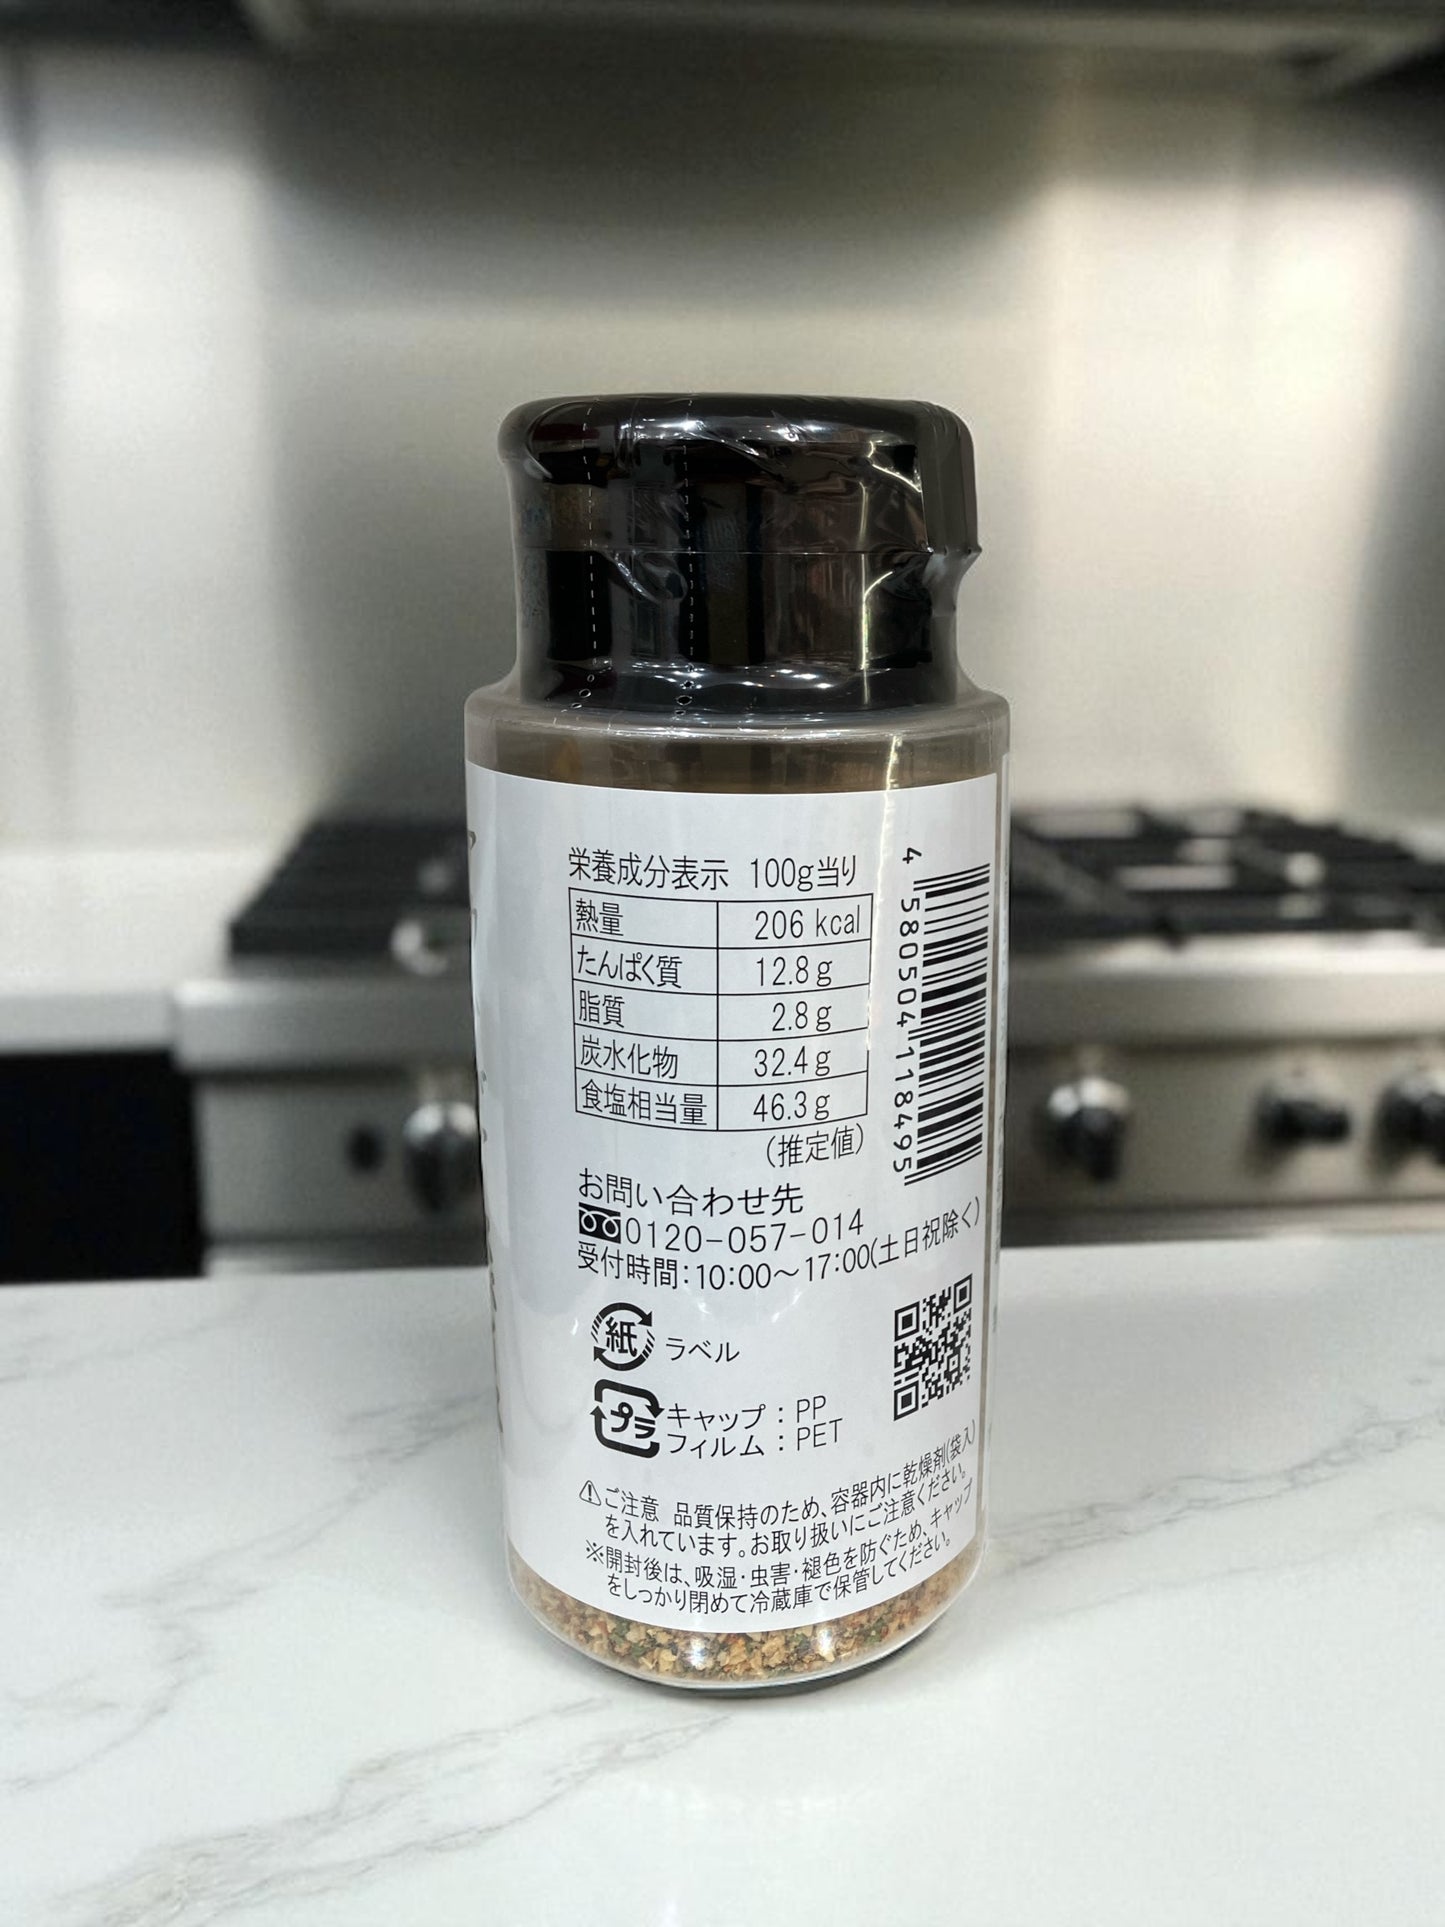 栄養成分表示 100g当り
熱量 206 kcal
たんぱく質 12.8g
脂質 2.8g
炭水化物 32.4g
食塩相当量 46.3g
(推定値)
4 580504 118495
お問い合わせ先
0120-057-014
受付時間:10:00〜17:00(土日祝除く)
紙 ラベル
プラ キャップ:PP
フィルム:PET
⚠ご注意 品質保持のため、容器内に乾燥剤(袋入)
を入れています。お取り扱いにご注意ください。
※開封後は、吸湿・虫害・褪色を防ぐため、キャップ
をしっかり閉めて冷蔵庫で保管してください。